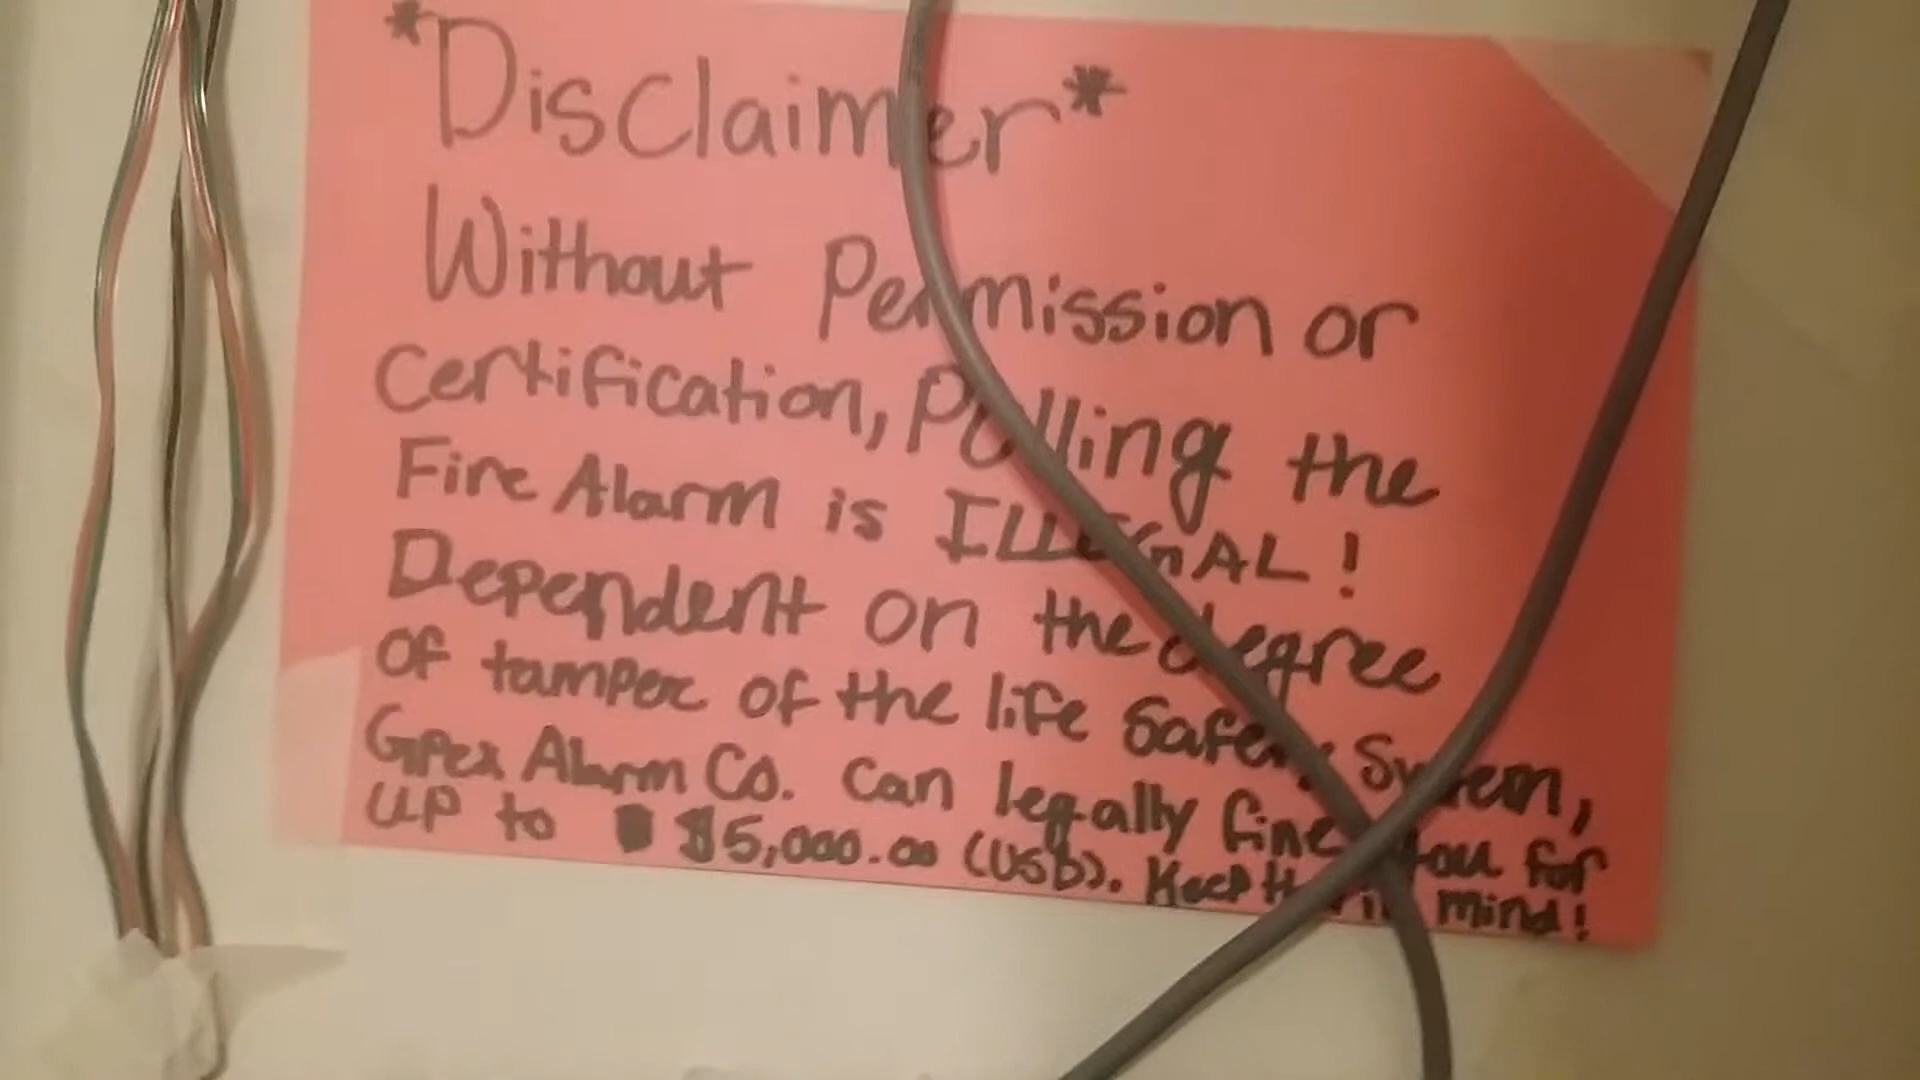 *Disclaimer*
Without Permission or
Certification, Pulling the
Fire Alarm is ILLEGAL!
Dependent on the degree
of tamper of the life Safety System,
Gpex Alarm Co. can legally fine you for
up to $5,000.00 (USD). Keep in mind!